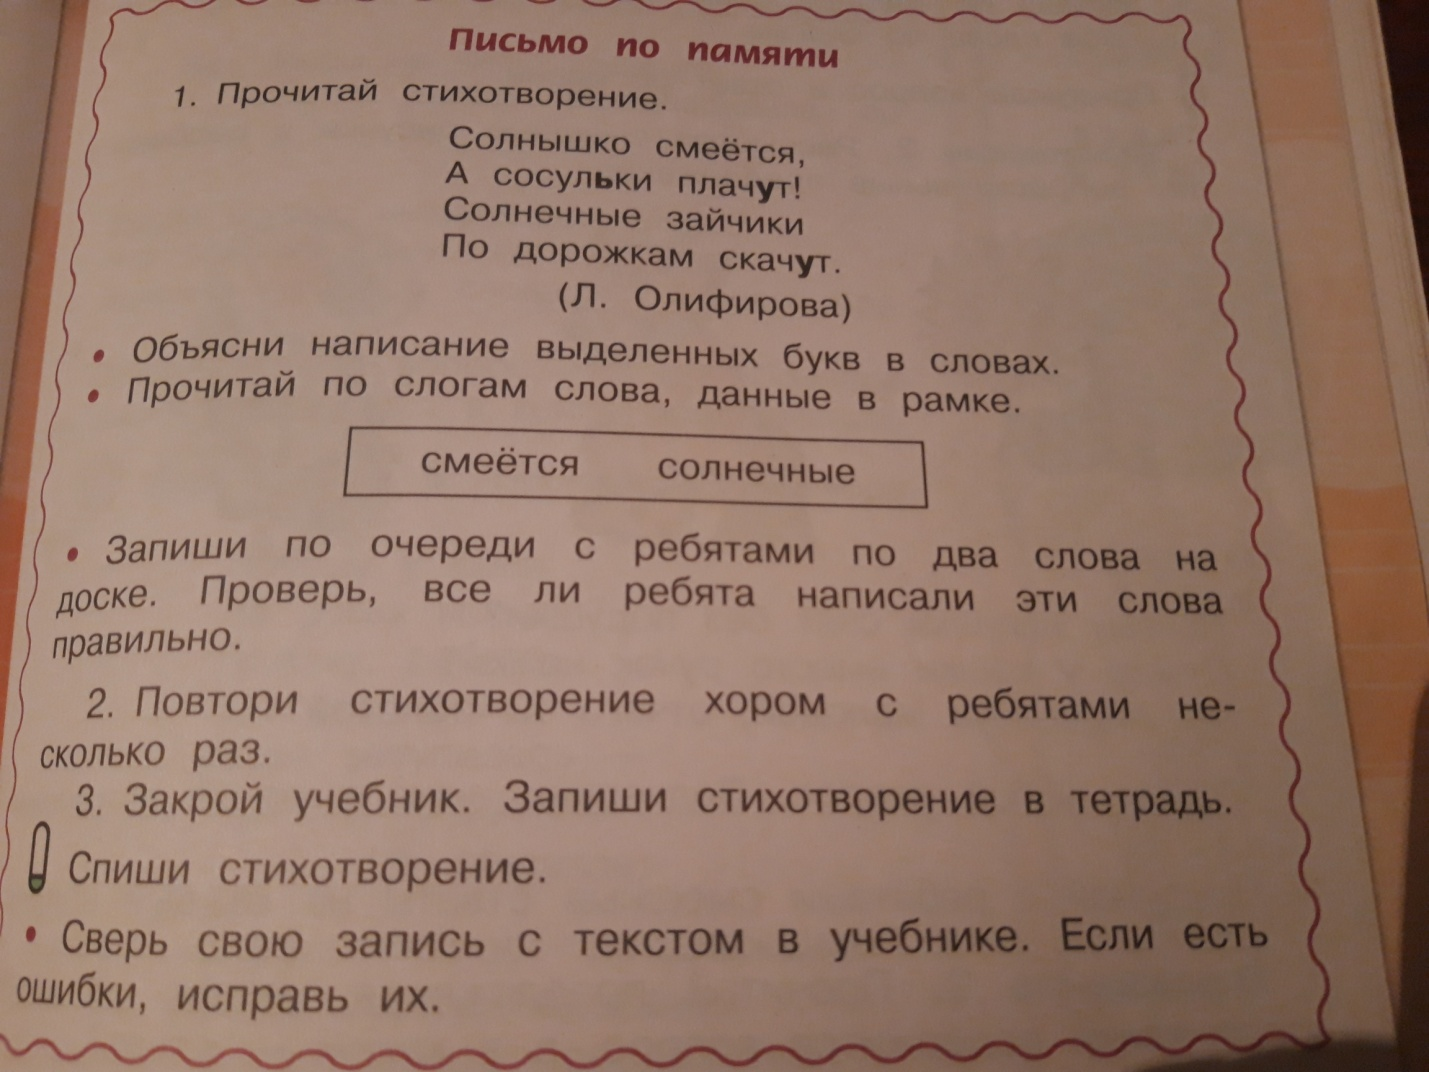 Письмо по памяти
1. Прочитай стихотворение.
Солнышко смеётся,
А сосульки плачут!
Солнечные зайчики
По дорожкам скачут.
(Л. Олифирова)
• Объясни написание выделенных букв в словах.
• Прочитай по слогам слова, данные в рамке.
смеётся солнечные
• Запиши по очереди с ребятами по два слова на
доске. Проверь, все ли ребята написали эти слова
правильно.
2. Повтори стихотворение хором с ребятами не-
сколько раз.
3. Закрой учебник. Запиши стихотворение в тетрадь.
Спиши стихотворение.
• Сверь свою запись с текстом в учебнике. Если есть
ошибки, исправь их.